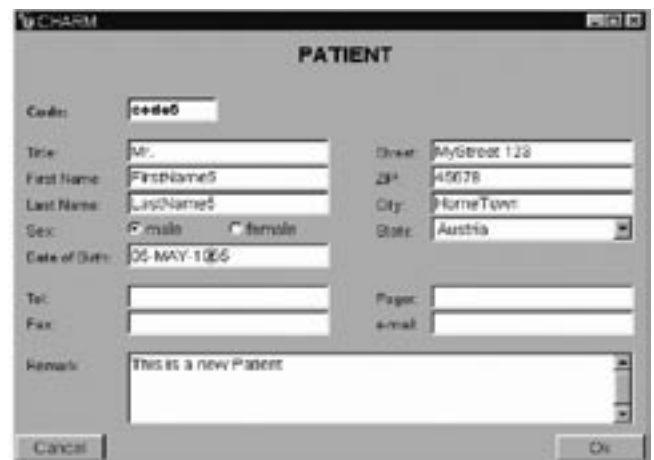 CHARM
PATIENT
Code: code5
Title: Mr. Street: MyStreet 123
First Name: FirstName5 ZIP: 45678
Last Name: LastName5 City: HomeTown
Sex: male female State: Austria
Date of Birth: 05-MAY-
Tel: Pager:
Fax: e-mail:
Remark: This is a new Patient
Cancel Ok